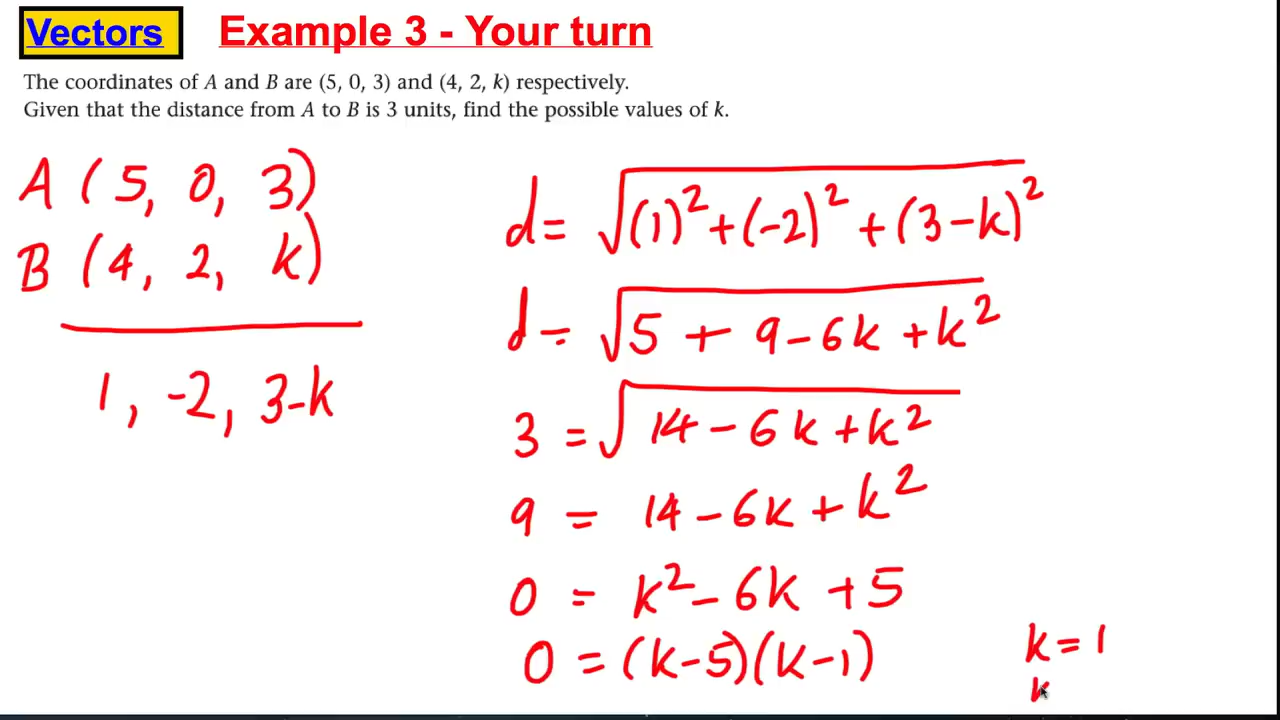 Vectors Example 3 - Your turn
The coordinates of A and B are (5, 0, 3) and (4, 2, k) respectively.
Given that the distance from A to B is 3 units, find the possible values of k.
A (5, 0, 3)
B (4, 2, k)
1, -2, 3-k
d = √(1)² + (-2)² + (3-k)²
d = √5 + 9 - 6k + k²
3 = √14 - 6k + k²
9 = 14 - 6k + k²
0 = k² - 6k + 5
0 = (k-5)(k-1)
k = 1
k